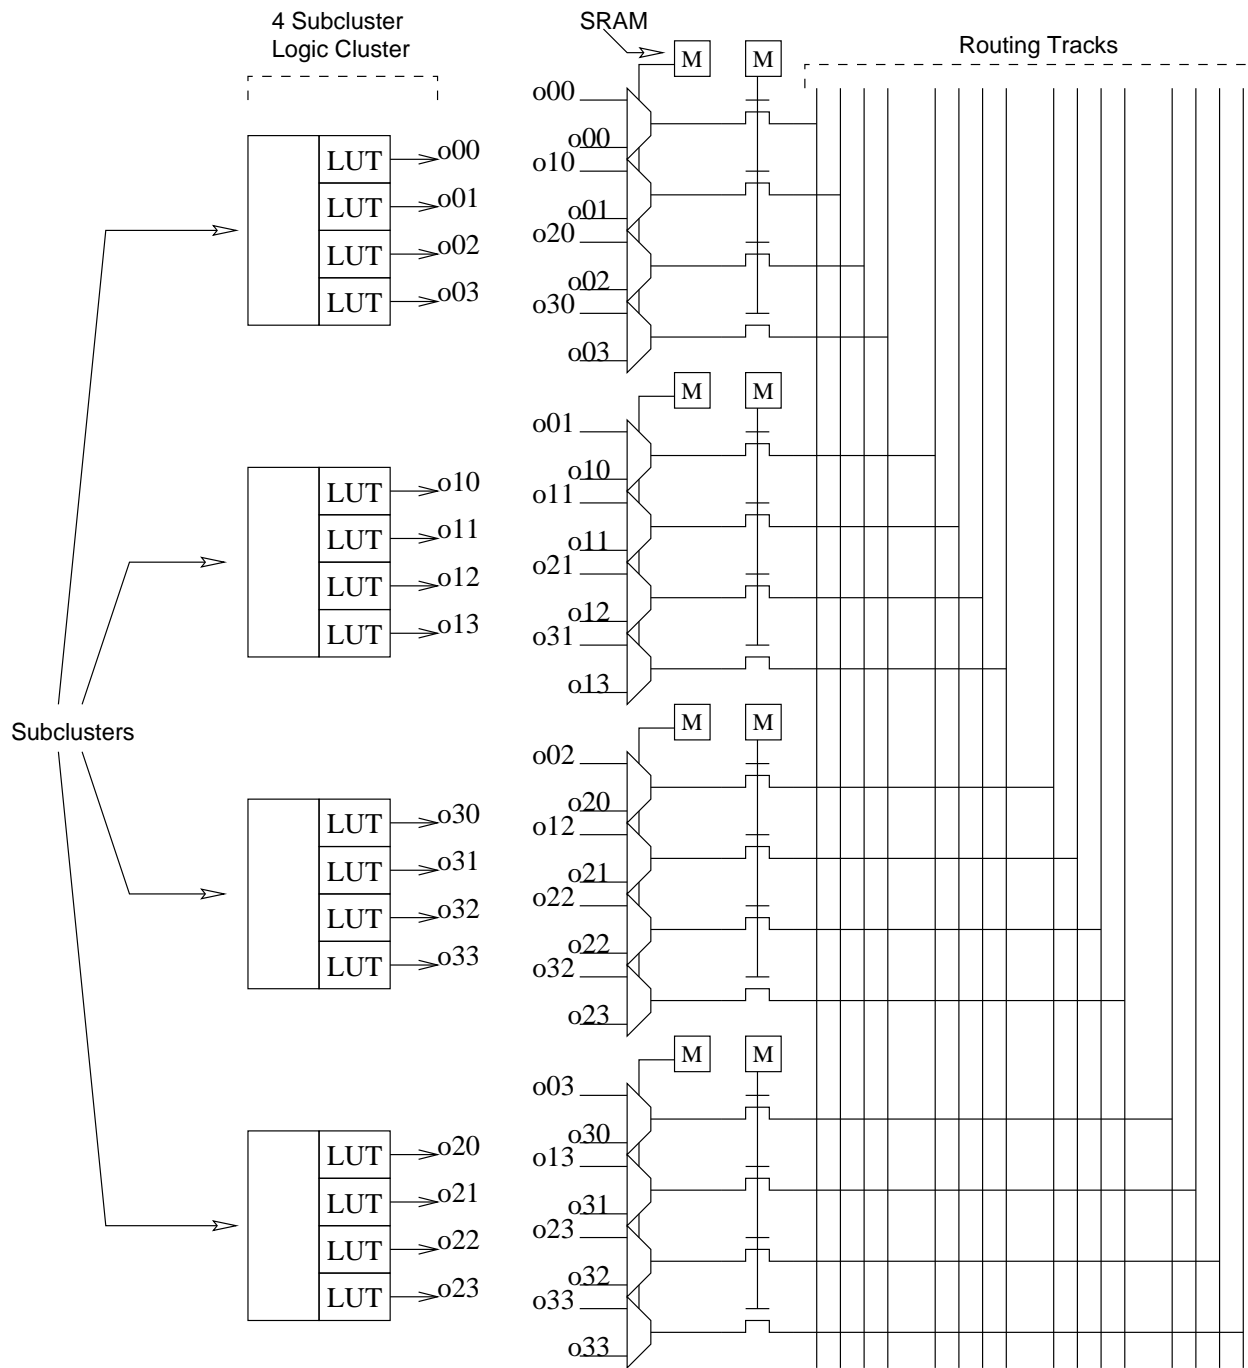 4 Subcluster
Logic Cluster
SRAM
Routing Tracks
M
M
o00
o00
o10
o01
o20
o02
o30
o03
LUT
o00
LUT
o01
LUT
o02
LUT
o03
M
M
o01
o10
o11
o11
o21
o12
o31
o13
LUT
o10
LUT
o11
LUT
o12
LUT
o13
Subclusters
M
M
o02
o20
o12
o21
o22
o22
o32
o23
LUT
o30
LUT
o31
LUT
o32
LUT
o33
M
M
o03
o30
o13
o31
o23
o32
o33
o33
LUT
o20
LUT
o21
LUT
o22
LUT
o23